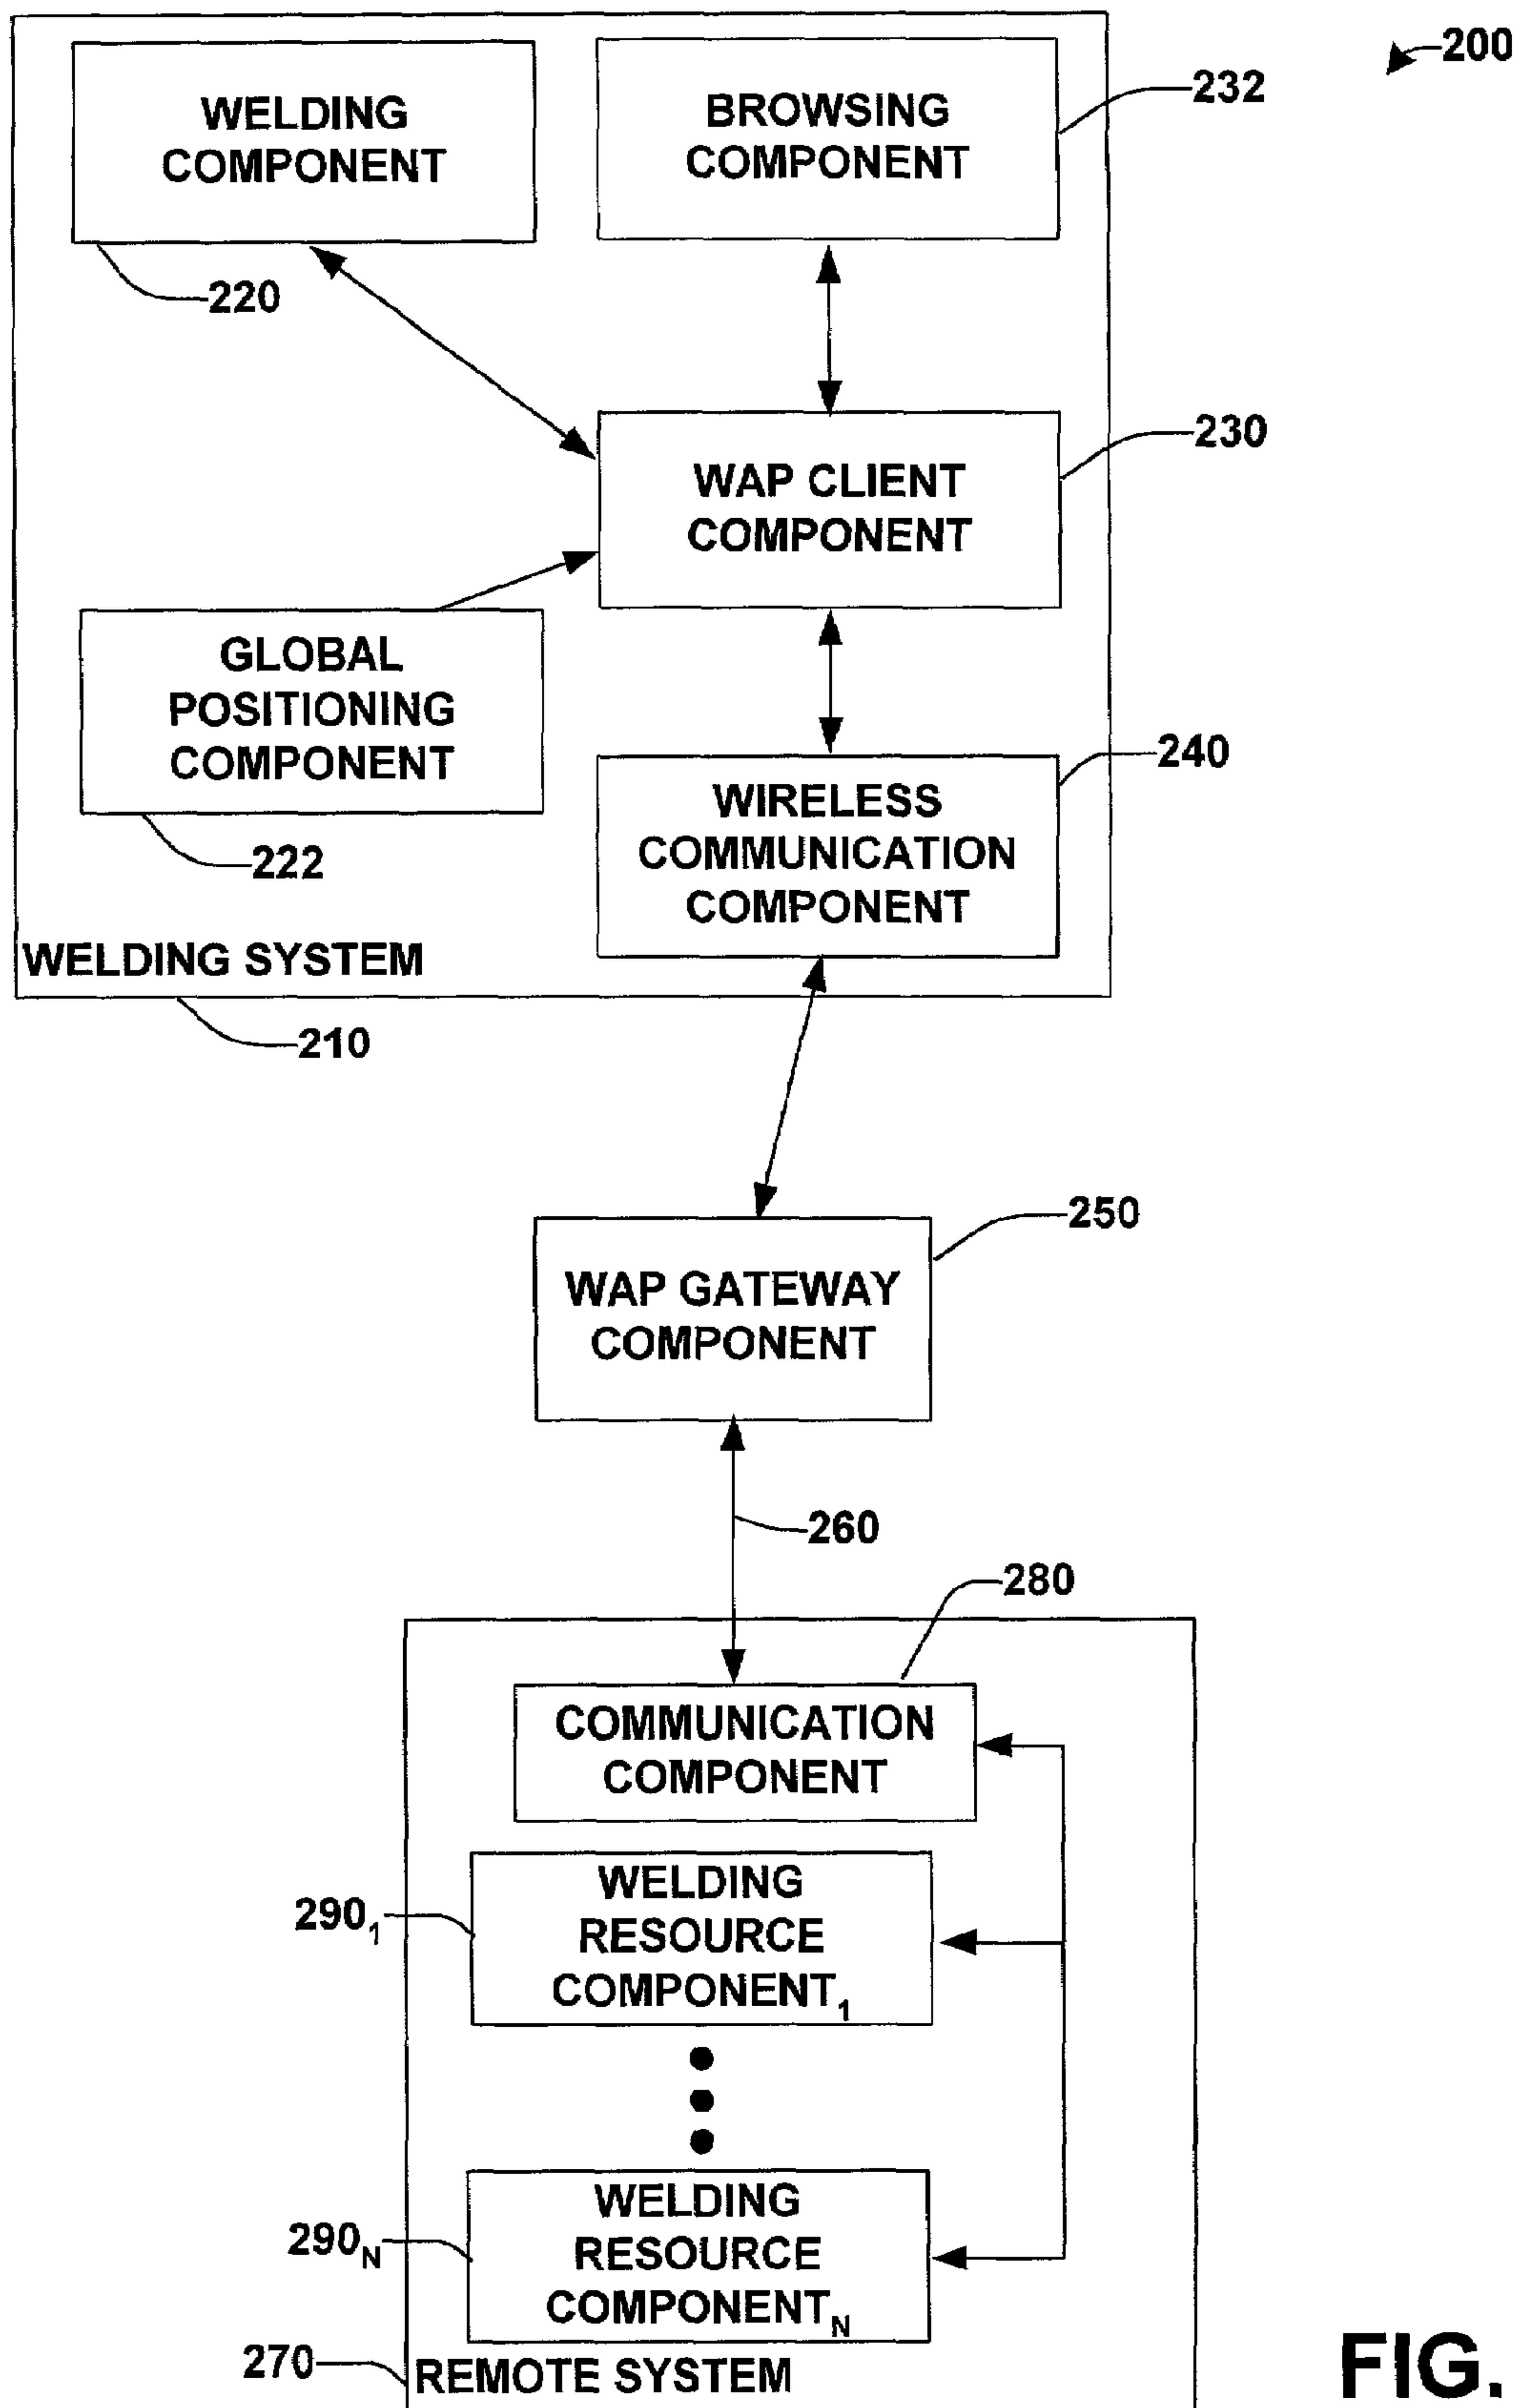 200
WELDING
COMPONENT
220
BROWSING
COMPONENT
232
WAP CLIENT
COMPONENT
230
GLOBAL
POSITIONING
COMPONENT
222
WIRELESS
COMMUNICATION
COMPONENT
240
WELDING SYSTEM
210
WAP GATEWAY
COMPONENT
250
260
280
COMMUNICATION
COMPONENT
WELDING
RESOURCE
COMPONENT₁
290₁
WELDING
RESOURCE
COMPONENT_N
290_N
270
REMOTE SYSTEM
FIG.